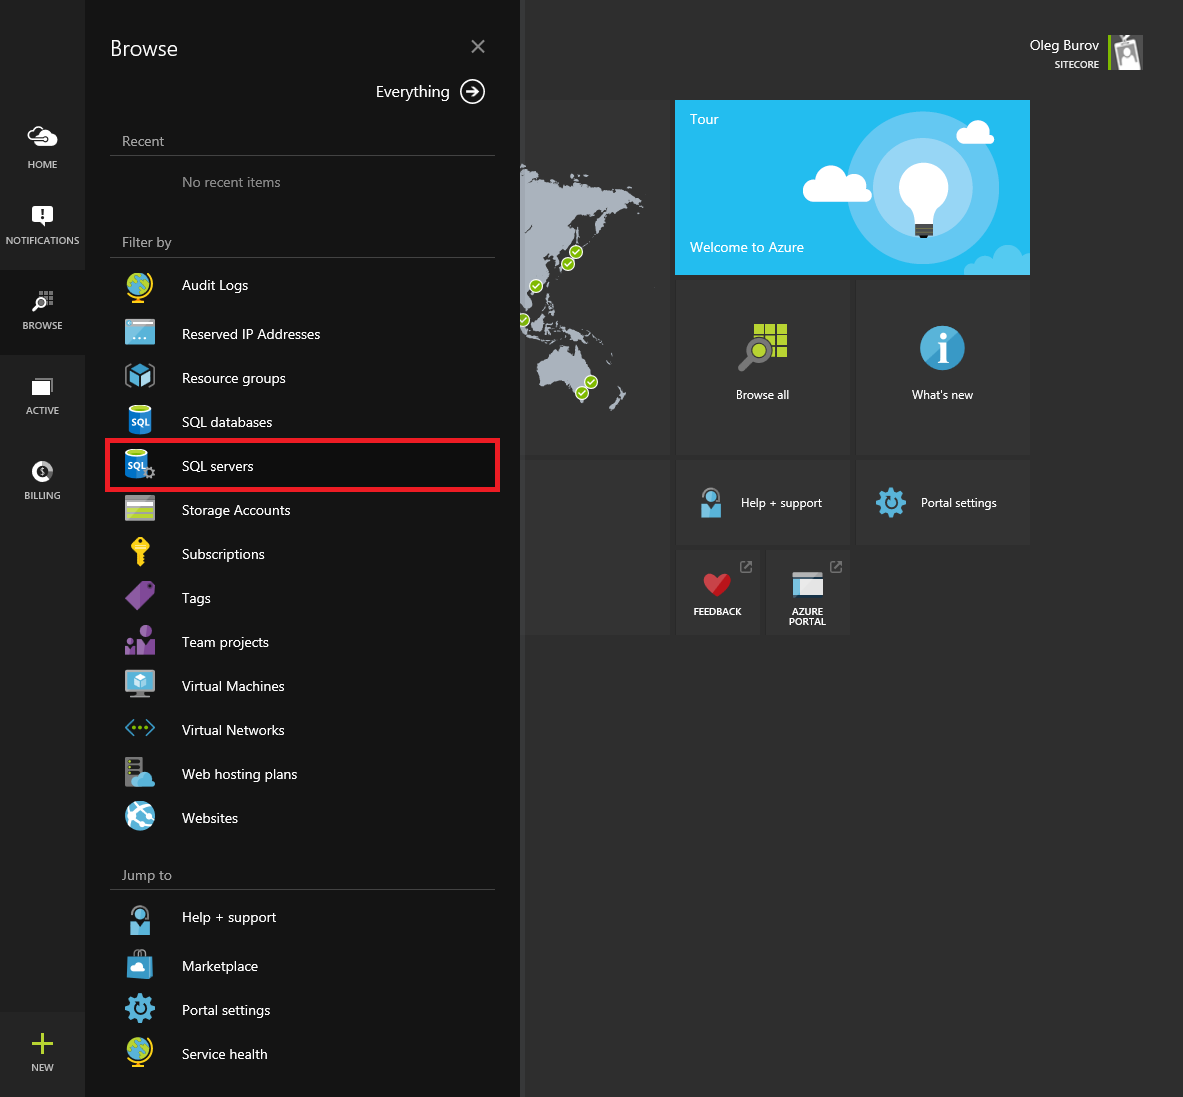 Browse
Everything
Recent
No recent items
Filter by
Audit Logs
Reserved IP Addresses
Resource groups
SQL
SQL databases
SQL
SQL servers
Storage Accounts
Subscriptions
Tags
Team projects
Virtual Machines
Virtual Networks
Web hosting plans
Websites
Jump to
Help + support
Marketplace
Portal settings
Service health
HOME
NOTIFICATIONS
BROWSE
ACTIVE
BILLING
NEW
Oleg Burov
SITECORE
Tour
Welcome to Azure
Browse all
What's new
Help + support
Portal settings
FEEDBACK
AZURE
PORTAL